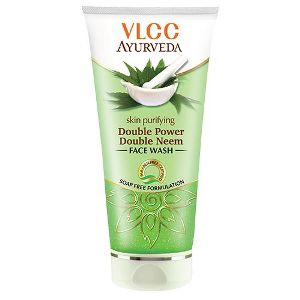 VLCC
AYURVEDA
skin purifying
Double Power
Double Neem
FACE WASH
SOAP FREE FORMULATION